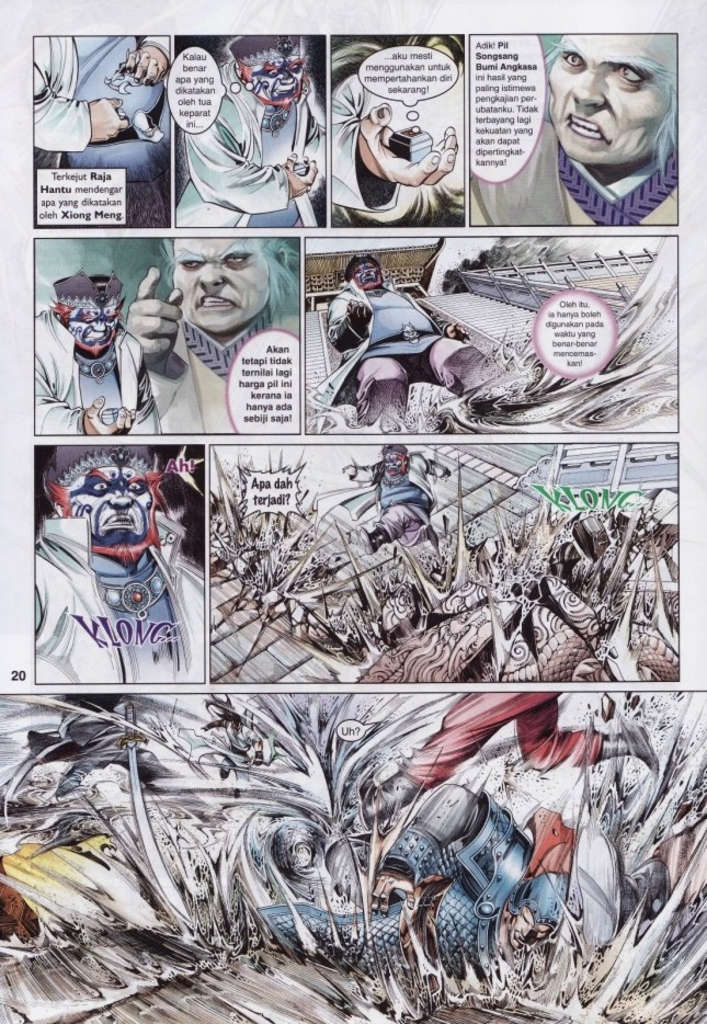 Terkejut Raja
Hantu mendengar
apa yang dikatakan
oleh Xiong Meng.
Kalau
benar
apa yang
dikatakan
oleh tua
keparat
ini...
...aku mesti
menggunakan untuk
mempertahankan diri
sekarang!
Adik! Pil
Songsang
Bumi Angkasa
ini hasil yang
paling istimewa
pengkajian per-
ubatanku. Tidak
terbayang lagi
kekuatan yang
akan dapat
dipertingkat-
kannya!
Akan
tetapi tidak
ternilai lagi
harga pil ini
kerana ia
hanya ada
sebiji saja!
Oleh itu,
ia hanya boleh
digunakan pada
waktu yang
benar-benar
mencemas-
kan!
Ah!
KLONG
Apa dah
terjadi?
KLONG
20
Uh?